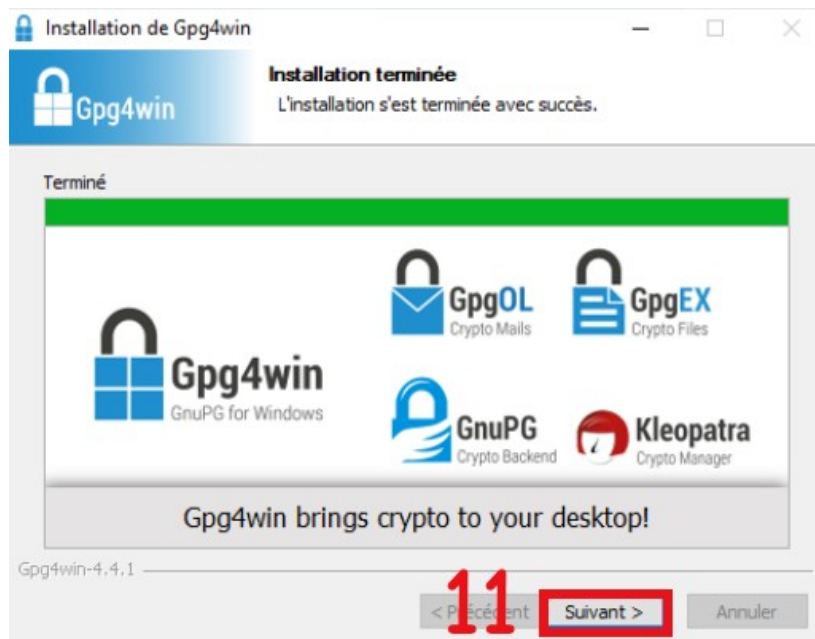 Installation de Gpg4win
Gpg4win
Installation terminée
L'installation s'est terminée avec succès.
Terminé
Gpg4win
GnuPG for Windows
GpgOL
Crypto Mails
GpgEX
Crypto Files
GnuPG
Crypto Backend
Kleopatra
Crypto Manager
Gpg4win brings crypto to your desktop!
Gpg4win-4.4.1
11
< Précédent
Suivant >
Annuler